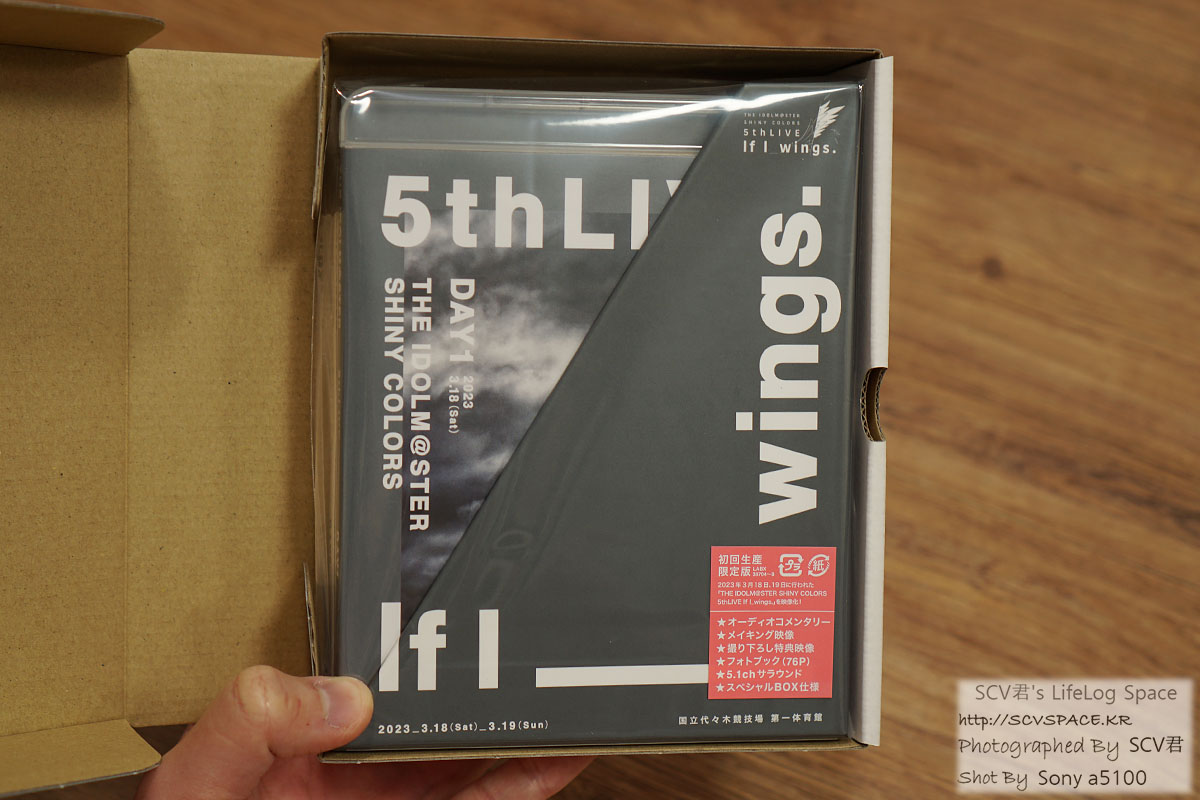 THE IDOLM@STER
SHINY COLORS
5thLIVE
If I_wings.
5thLIV
wings.
DAY1 2023
3.18(Sat)
THE IDOLM@STER
SHINY COLORS
初回生産
限定版
LABX
プラ
紙
2023年3月18日、19日に行われた
「THE IDOLM@STER SHINY COLORS
5thLIVE If I_wings.」を映像化!
★オーディオコメンタリー
★メイキング映像
★撮り下ろし特典映像
★フォトブック(76P)
★5.1chサラウンド
★スペシャルBOX仕様
If I _
2023_3.18(Sat)_3.19(Sun)
国立代々木競技場 第一体育館
SCV君's LifeLog Space
http://SCVSPACE.KR
Photographed By SCV君
Shot By Sony a5100